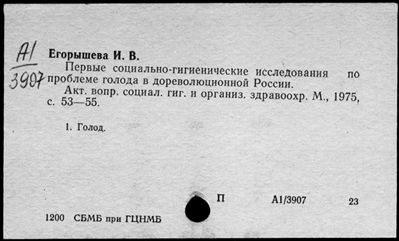 А1
3907
Егорышева И. В.
Первые социально-гигиенические исследования по
проблеме голода в дореволюционной России.
Акт. вопр. социал. гиг. и организ. здравоохр. М., 1975,
с. 53—55.
1. Голод.
П А1/3907 23
1200 СБМБ при ГЦНМБ